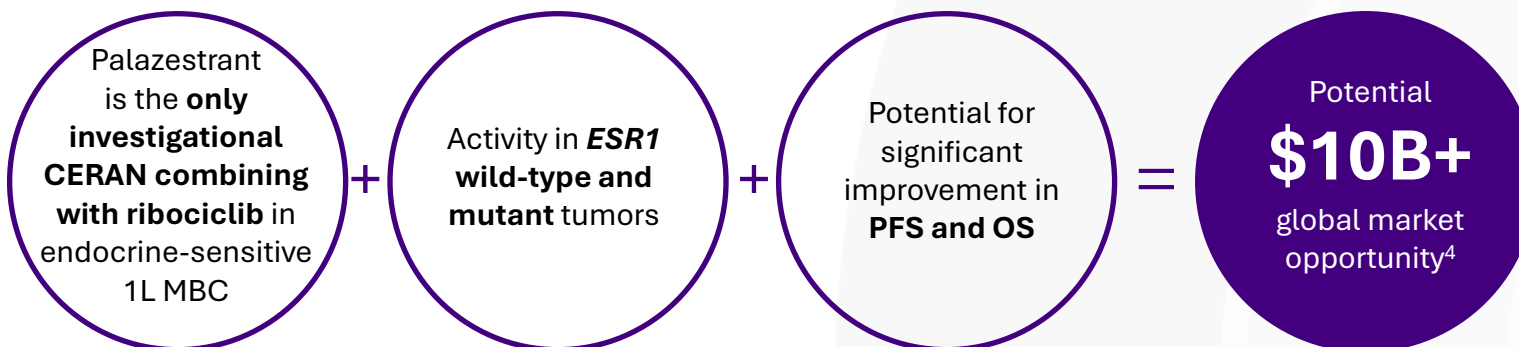 Palazestrant
is the only
investigational
CERAN combining
with ribociclib in
endocrine-sensitive
1L MBC
+
Activity in ESR1
wild-type and
mutant tumors
+
Potential for
significant
improvement in
PFS and OS
=
Potential
$10B+
global market
opportunity⁴